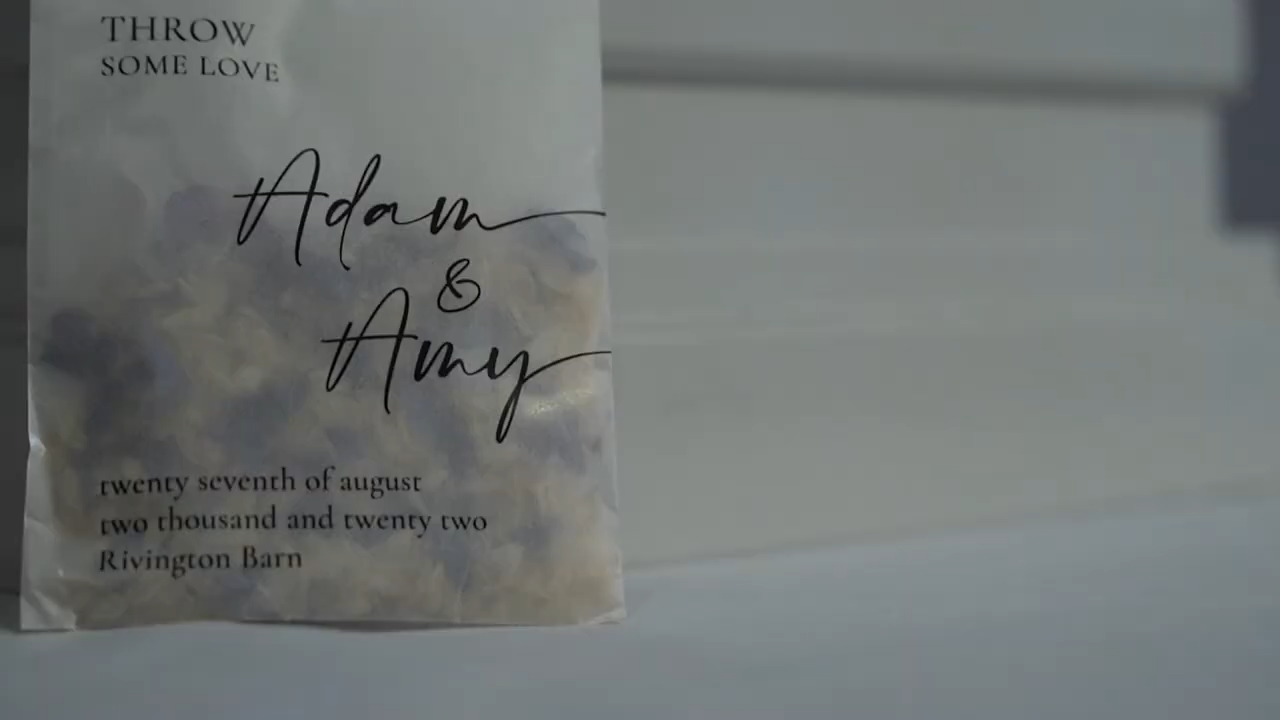 THROW
SOME LOVE
Adam
&
Amy
twenty seventh of august
two thousand and twenty two
Rivington Barn